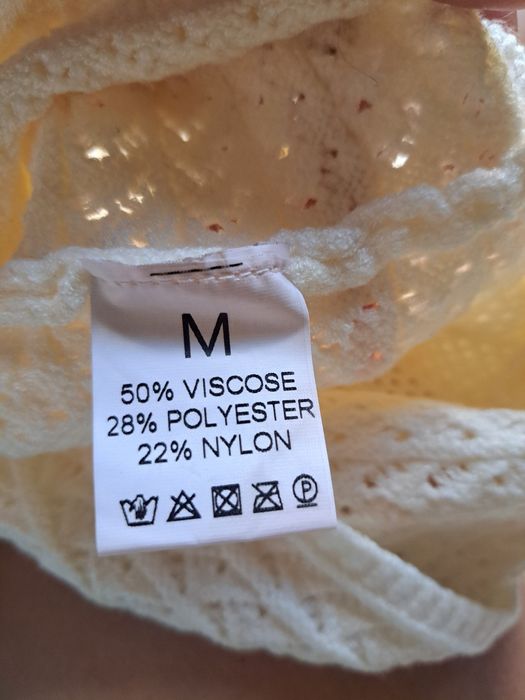 M
50% VISCOSE
28% POLYESTER
22% NYLON
P